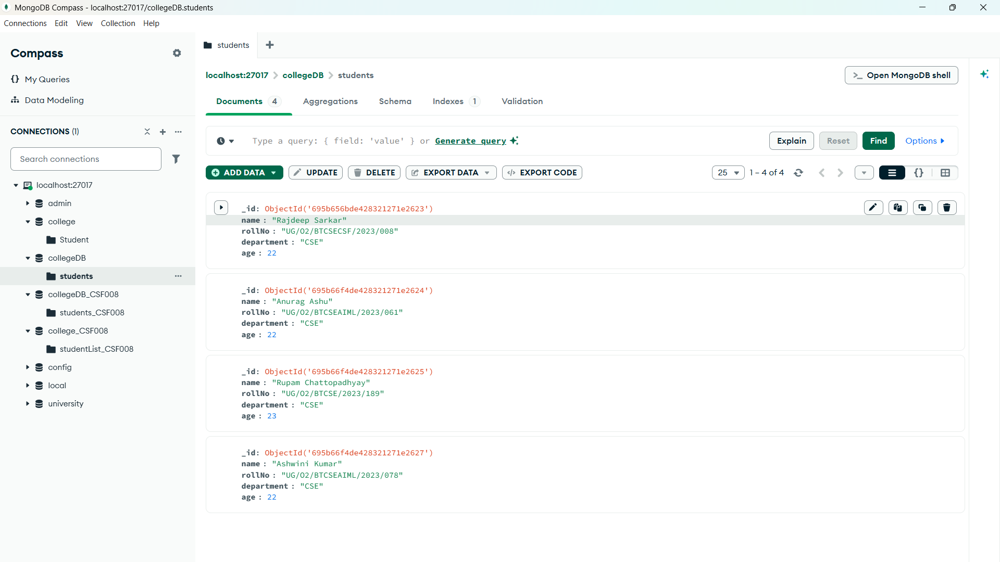 MongoDB Compass - localhost:27017/collegeDB.students
Connections Edit View Collection Help
Compass
My Queries
Data Modeling
CONNECTIONS (1)
Search connections
localhost:27017
admin
college
Student
collegeDB
students
collegeDB_CSF008
students_CSF008
college_CSF008
studentList_CSF008
config
local
university
students
localhost:27017 > collegeDB > students
>_ Open MongoDB shell
Documents 4 Aggregations Schema Indexes 1 Validation
Type a query: { field: 'value' } or Generate query
Explain Reset Find Options
ADD DATA UPDATE DELETE EXPORT DATA </> EXPORT CODE
25 1 – 4 of 4 {}
_id: ObjectId('695b656bde428321271e2623')
name : "Rajdeep Sarkar"
rollNo : "UG/O2/BTCSECSF/2023/008"
department : "CSE"
age : 22
_id: ObjectId('695b66f4de428321271e2624')
name : "Anurag Ashu"
rollNo : "UG/O2/BTCSEAIML/2023/061"
department : "CSE"
age : 22
_id: ObjectId('695b66f4de428321271e2625')
name : "Rupam Chattopadhyay"
rollNo : "UG/O2/BTCSE/2023/189"
department : "CSE"
age : 23
_id: ObjectId('695b66f4de428321271e2627')
name : "Ashwini Kumar"
rollNo : "UG/O2/BTCSEAIML/2023/078"
department : "CSE"
age : 22